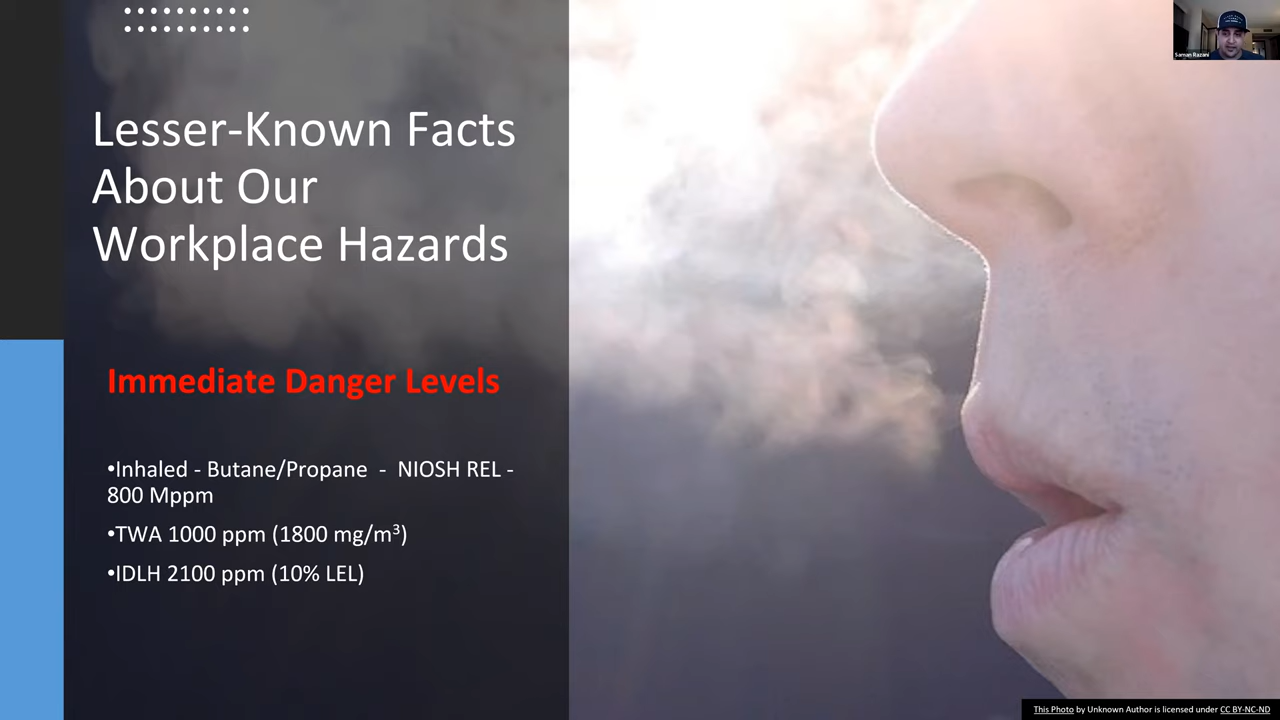 Lesser-Known Facts
About Our
Workplace Hazards
Immediate Danger Levels
•Inhaled - Butane/Propane - NIOSH REL -
800 Mppm
•TWA 1000 ppm (1800 mg/m³)
•IDLH 2100 ppm (10% LEL)
Saman Razani
This Photo by Unknown Author is licensed under CC BY-NC-ND